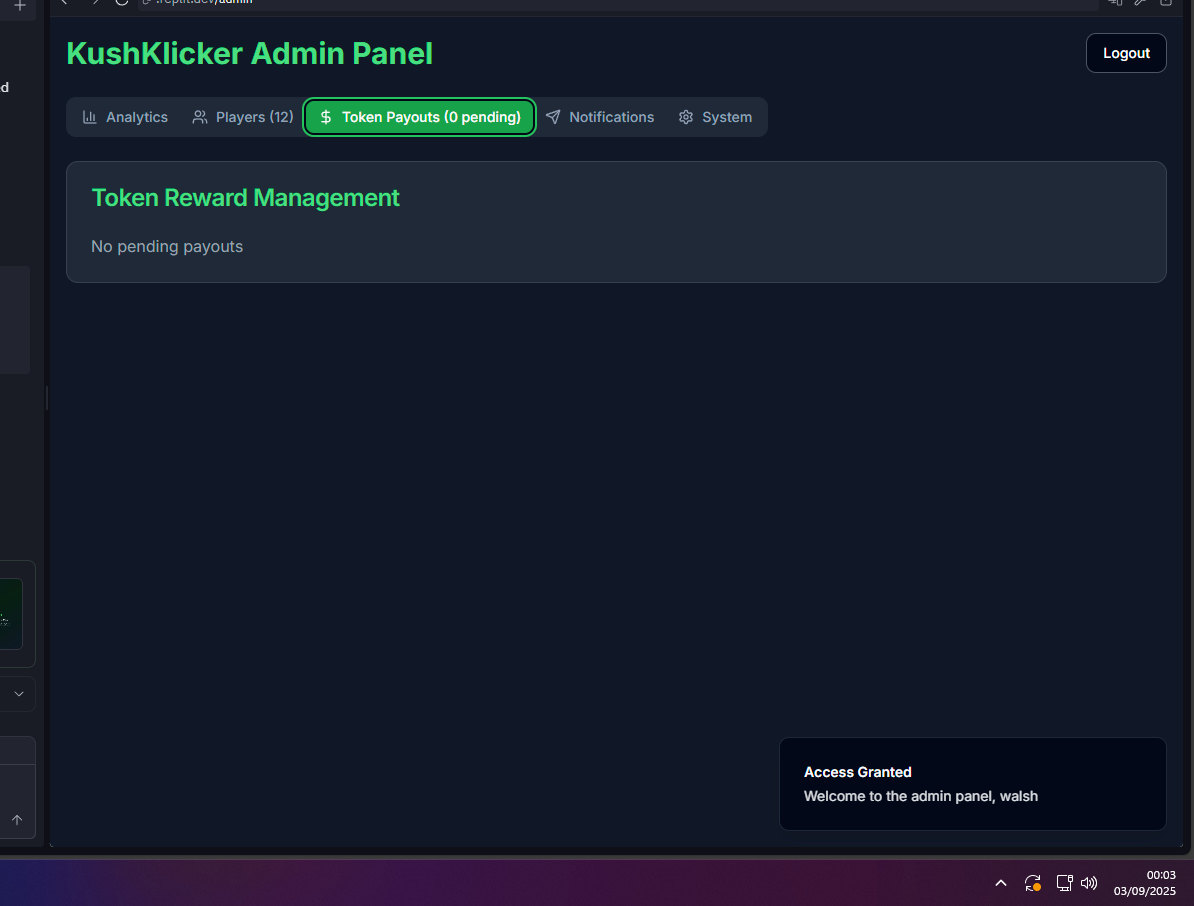 .replit.dev/admin
d
KushKlicker Admin Panel
Logout
Analytics
Players (12)
Token Payouts (0 pending)
Notifications
System
Token Reward Management
No pending payouts
Access Granted
Welcome to the admin panel, walsh
00:03
03/09/2025